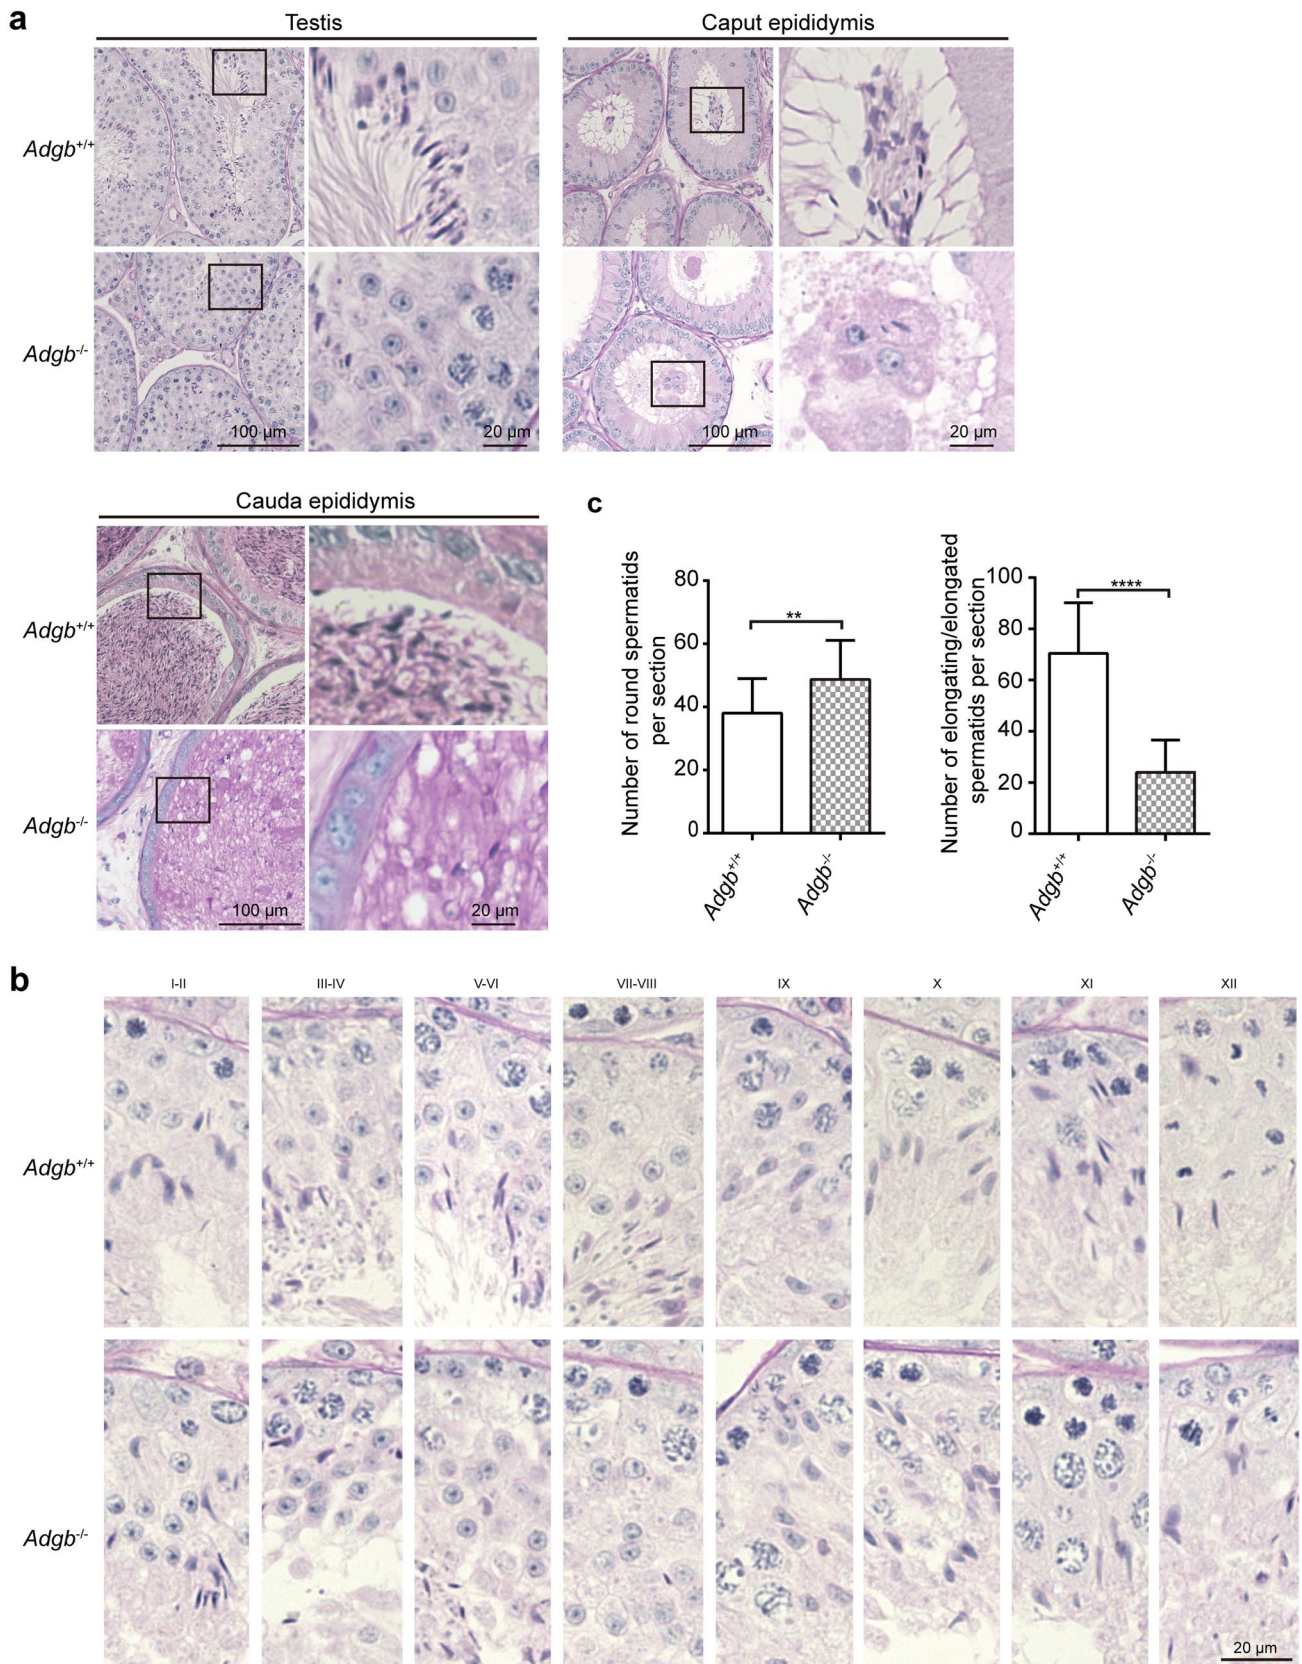 a
Testis
Caput epididymis
Adgb+/+
Adgb-/-
100 µm
20 µm
100 µm
20 µm
Cauda epididymis
Adgb+/+
Adgb-/-
100 µm
20 µm
c
Number of round spermatids
per section
80
60
40
20
0
**
Adgb+/+
Adgb-/-
Number of elongating/elongated
spermatids per section
100
80
60
40
20
0
****
Adgb+/+
Adgb-/-
b
I-II
III-IV
V-VI
VII-VIII
IX
X
XI
XII
Adgb+/+
Adgb-/-
20 µm